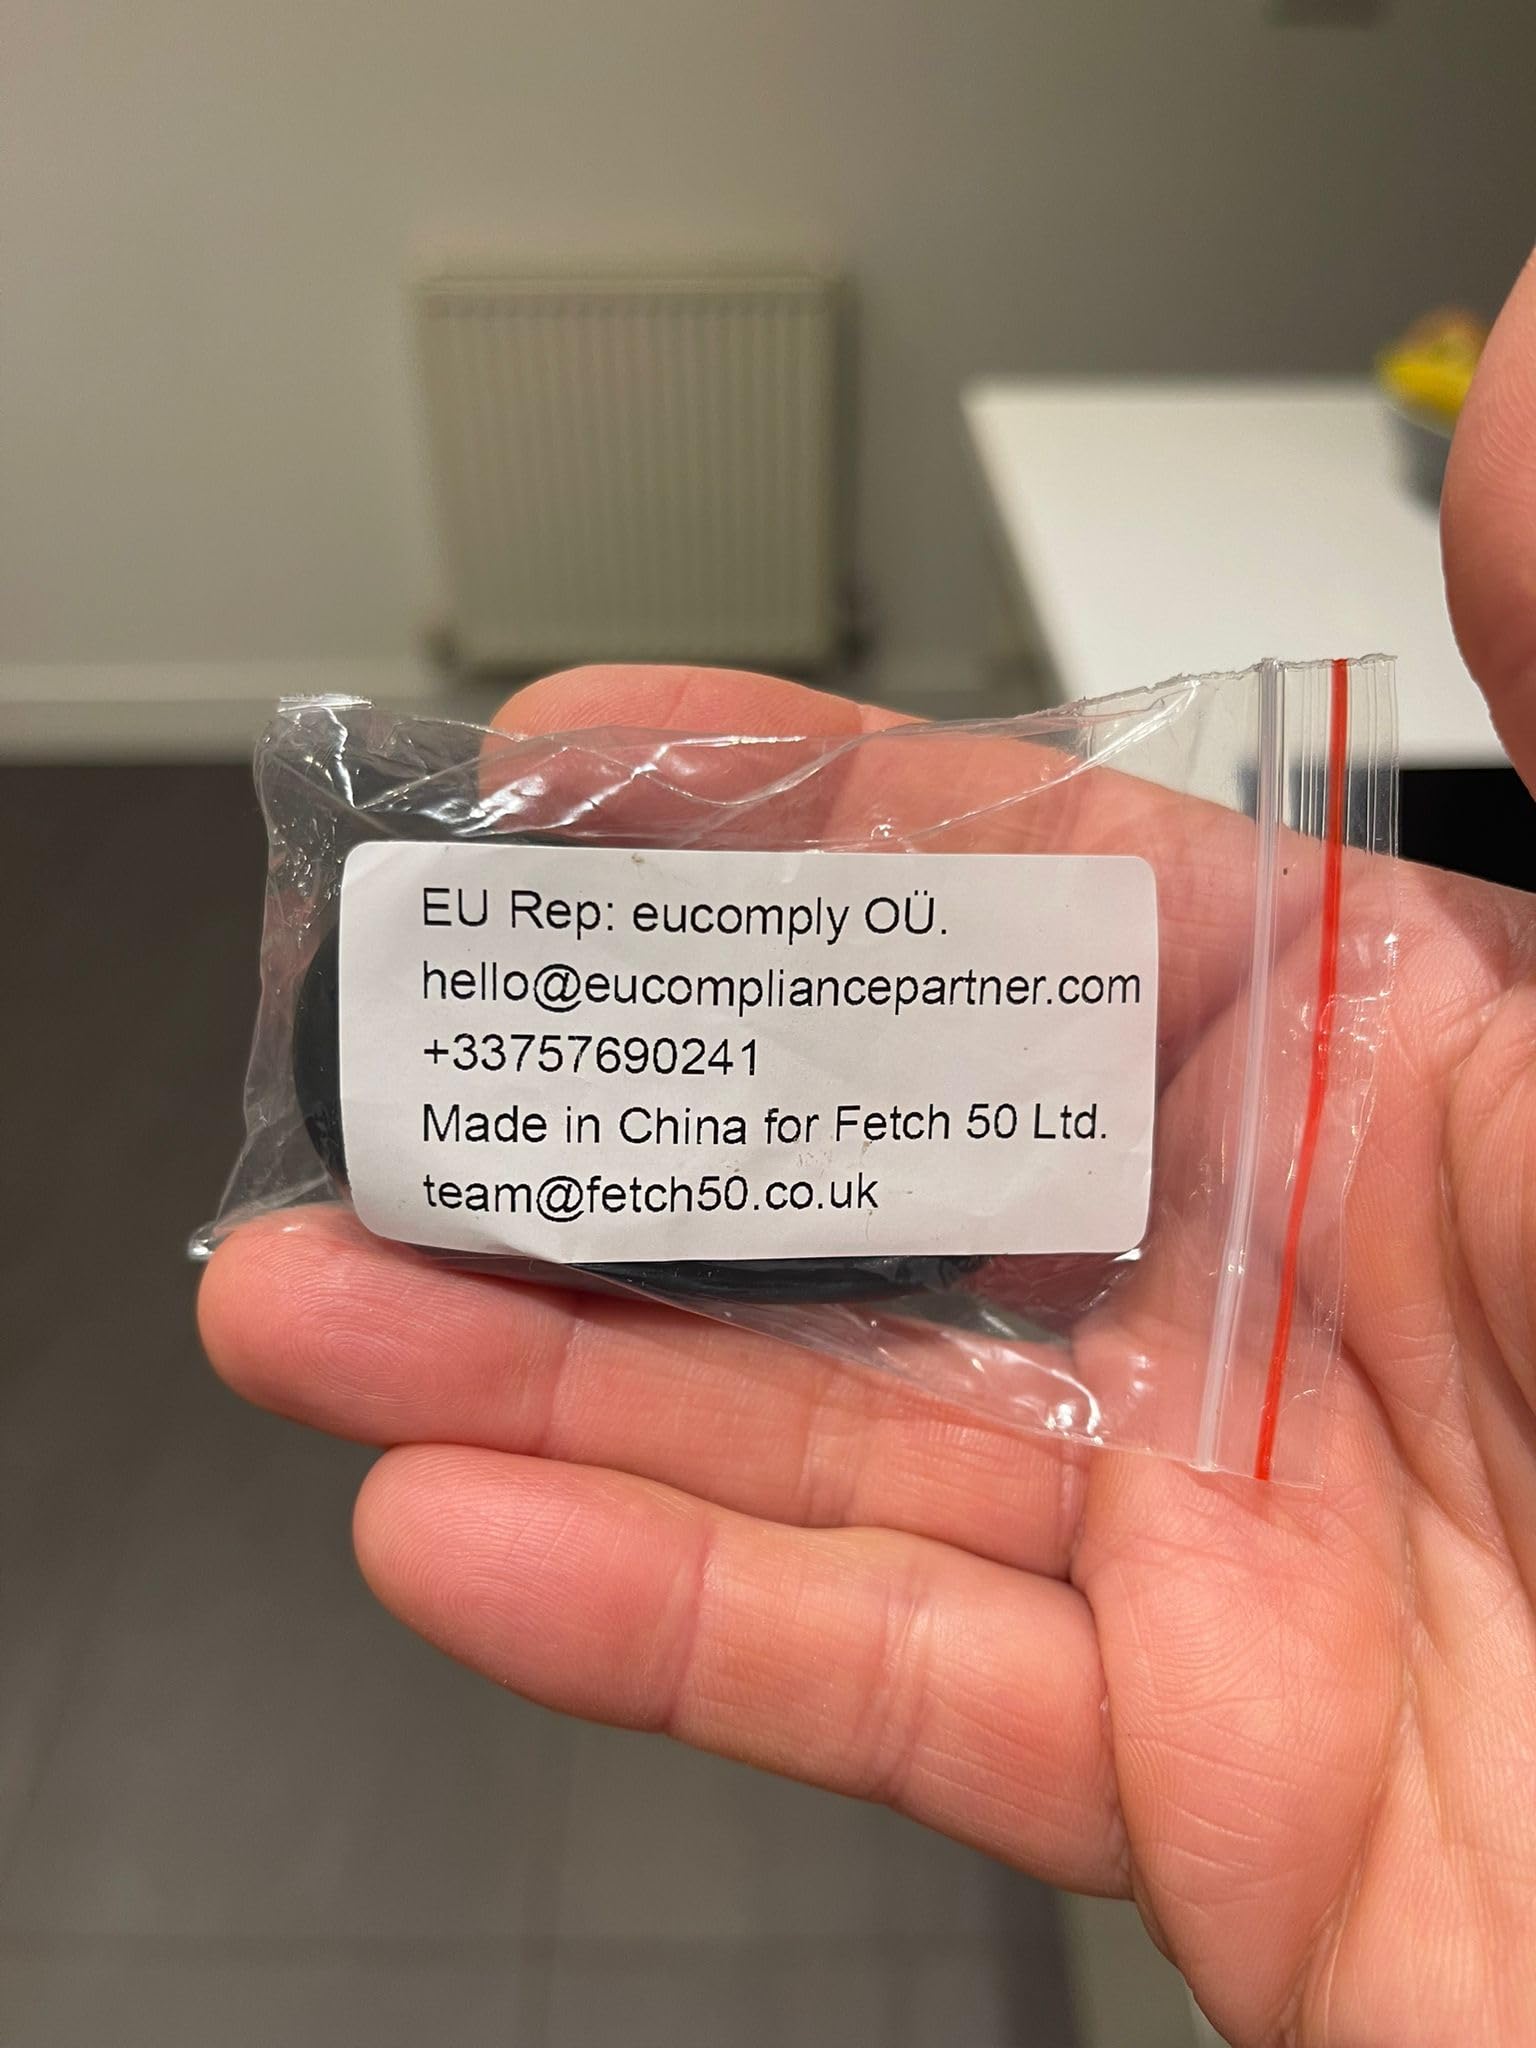 EU Rep: eucomply OÜ.
hello@eucompliancepartner.com
+33757690241
Made in China for Fetch 50 Ltd.
team@fetch50.co.uk